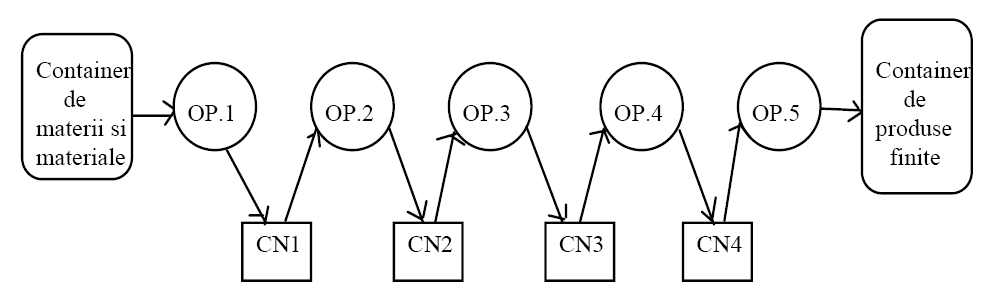 Container
de
materii si
materiale
OP.1
OP.2
OP.3
OP.4
OP.5
Container
de
produse
finite
CN1
CN2
CN3
CN4